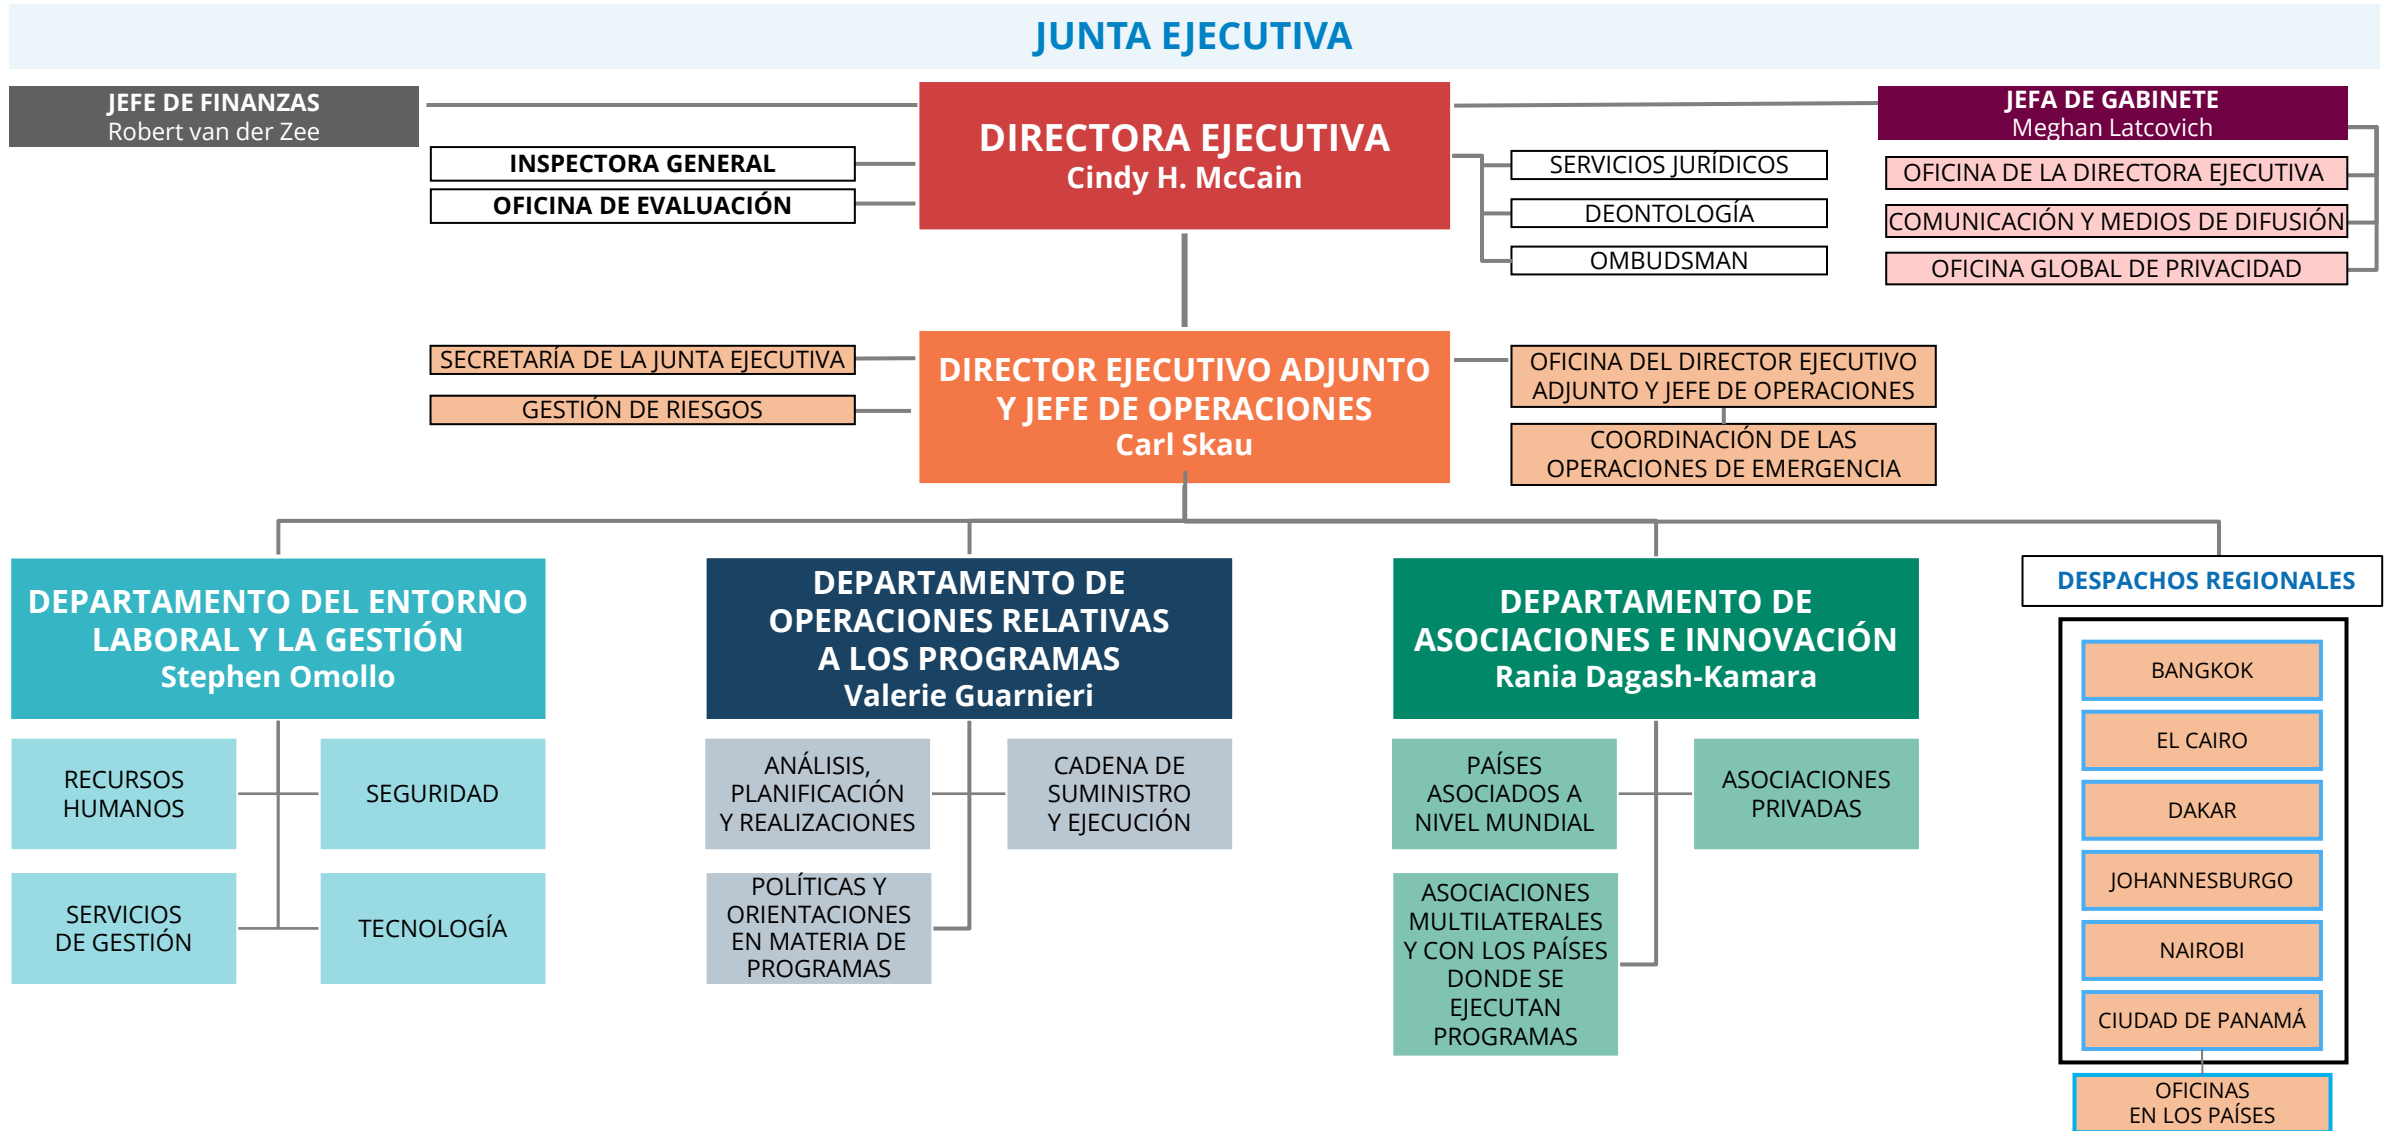 JUNTA EJECUTIVA
JEFE DE FINANZAS
Robert van der Zee
DIRECTORA EJECUTIVA
Cindy H. McCain
JEFA DE GABINETE
Meghan Latcovich
INSPECTORA GENERAL
OFICINA DE EVALUACIÓN
SERVICIOS JURÍDICOS
DEONTOLOGÍA
OMBUDSMAN
OFICINA DE LA DIRECTORA EJECUTIVA
COMUNICACIÓN Y MEDIOS DE DIFUSIÓN
OFICINA GLOBAL DE PRIVACIDAD
SECRETARÍA DE LA JUNTA EJECUTIVA
GESTIÓN DE RIESGOS
DIRECTOR EJECUTIVO ADJUNTO
Y JEFE DE OPERACIONES
Carl Skau
OFICINA DEL DIRECTOR EJECUTIVO
ADJUNTO Y JEFE DE OPERACIONES
COORDINACIÓN DE LAS
OPERACIONES DE EMERGENCIA
DEPARTAMENTO DEL ENTORNO
LABORAL Y LA GESTIÓN
Stephen Omollo
RECURSOS
HUMANOS
SEGURIDAD
SERVICIOS
DE GESTIÓN
TECNOLOGÍA
DEPARTAMENTO DE
OPERACIONES RELATIVAS
A LOS PROGRAMAS
Valerie Guarnieri
ANÁLISIS,
PLANIFICACIÓN
Y REALIZACIONES
CADENA DE
SUMINISTRO
Y EJECUCIÓN
POLÍTICAS Y
ORIENTACIONES
EN MATERIA DE
PROGRAMAS
DEPARTAMENTO DE
ASOCIACIONES E INNOVACIÓN
Rania Dagash-Kamara
PAÍSES
ASOCIADOS A
NIVEL MUNDIAL
ASOCIACIONES
PRIVADAS
ASOCIACIONES
MULTILATERALES
Y CON LOS PAÍSES
DONDE SE
EJECUTAN
PROGRAMAS
DESPACHOS REGIONALES
BANGKOK
EL CAIRO
DAKAR
JOHANNESBURGO
NAIROBI
CIUDAD DE PANAMÁ
OFICINAS
EN LOS PAÍSES